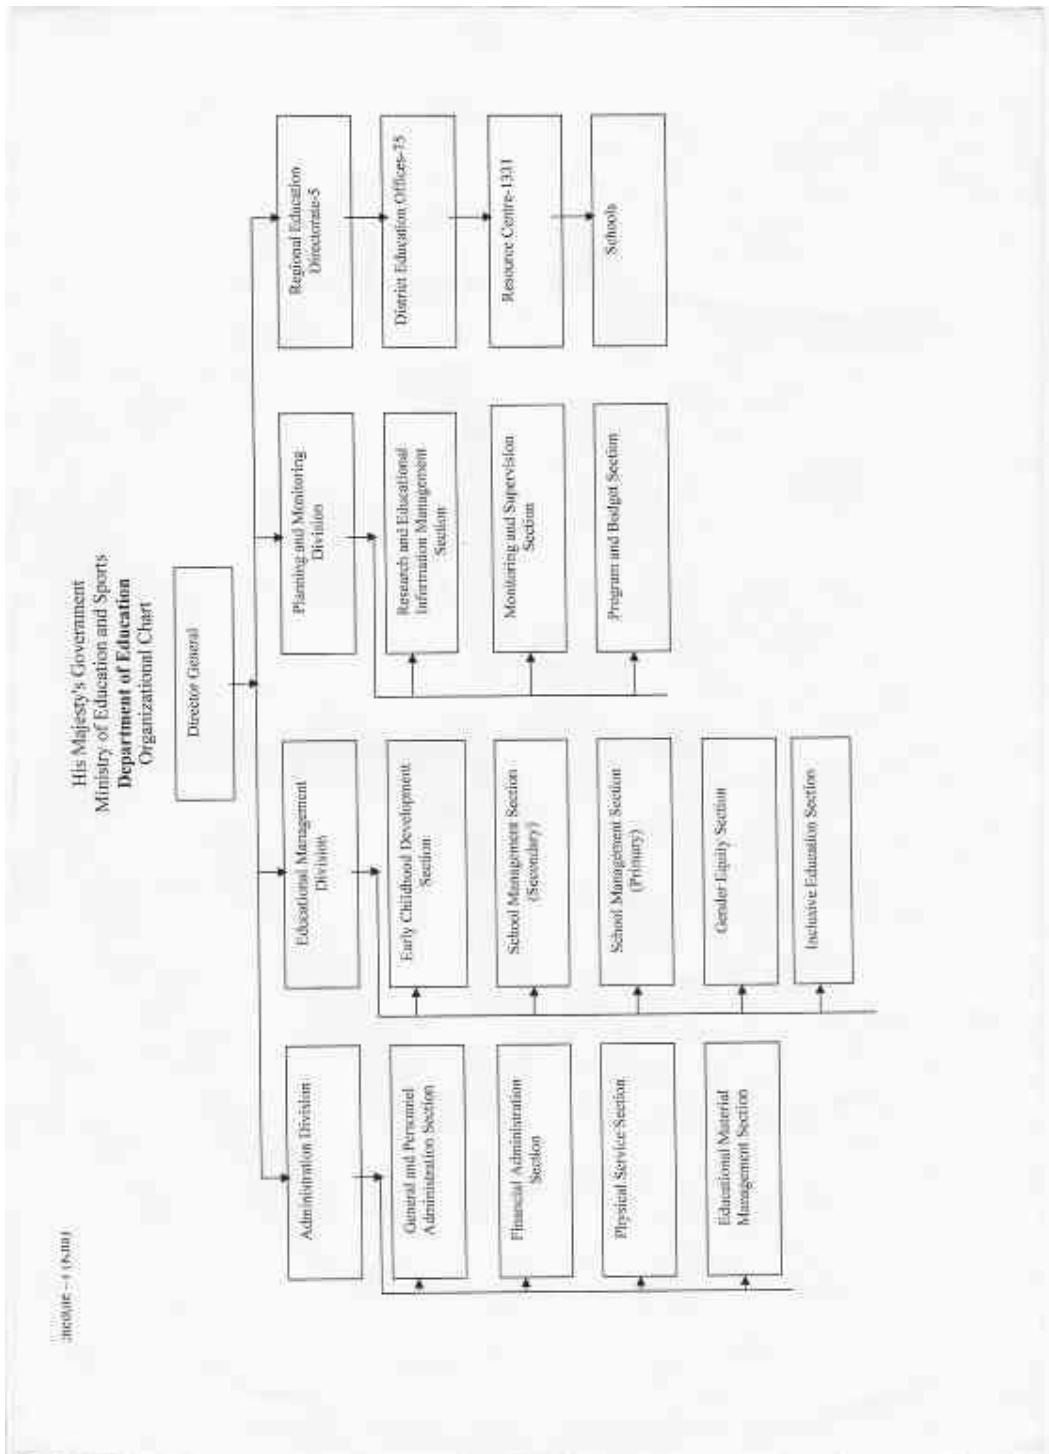 His Majesty's Government
Ministry of Education and Sports
Department of Education
Organizational Chart
Director General
Administration Division
General and Personnel
Administration Section
Financial Administration
Section
Physical Service Section
Educational Material
Management Section
Educational Management
Division
Early Childhood Development
Section
School Management Section
(Secondary)
School Management Section
(Primary)
Gender Equity Section
Inclusive Education Section
Planning and Monitoring
Division
Research and Educational
Information Management
Section
Monitoring and Supervision
Section
Program and Budget Section
Regional Education
Directorate-5
District Education Offices-75
Resource Centre-1331
Schools